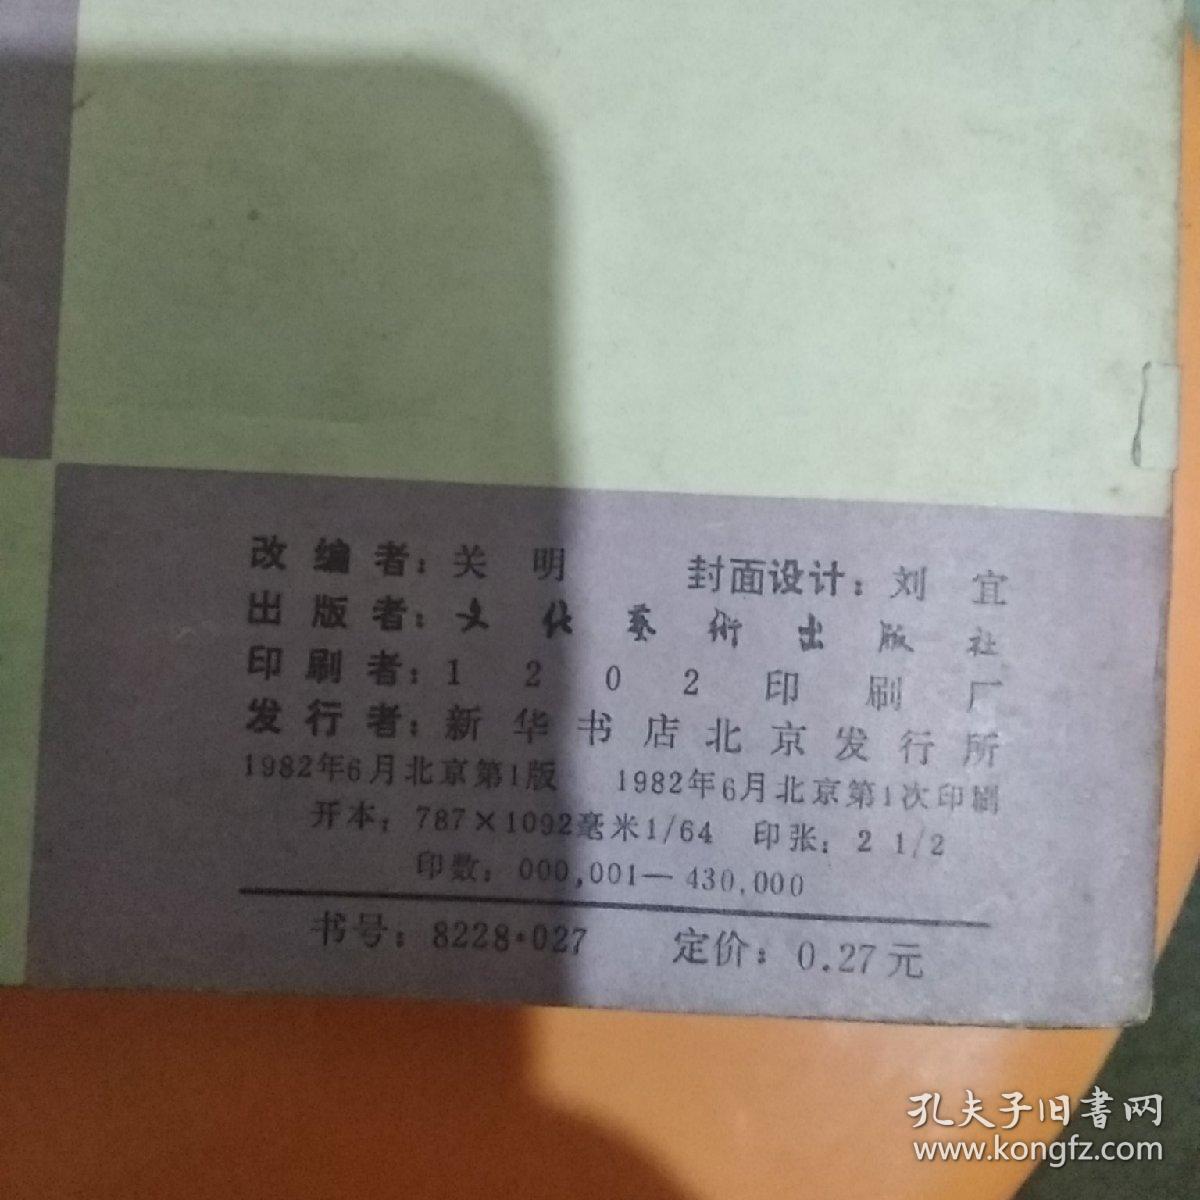 改编者：关明 封面设计：刘宜
出版者：文化藝術出版社
印刷者：1202印刷厂
发行者：新华书店北京发行所
1982年6月北京第1版 1982年6月北京第1次印刷
开本：787×1092毫米1/64 印张：2 1/2
印数：000,001—430,000
书号：8228·027 定价：0.27元
孔夫子旧書网
www.kongfz.com